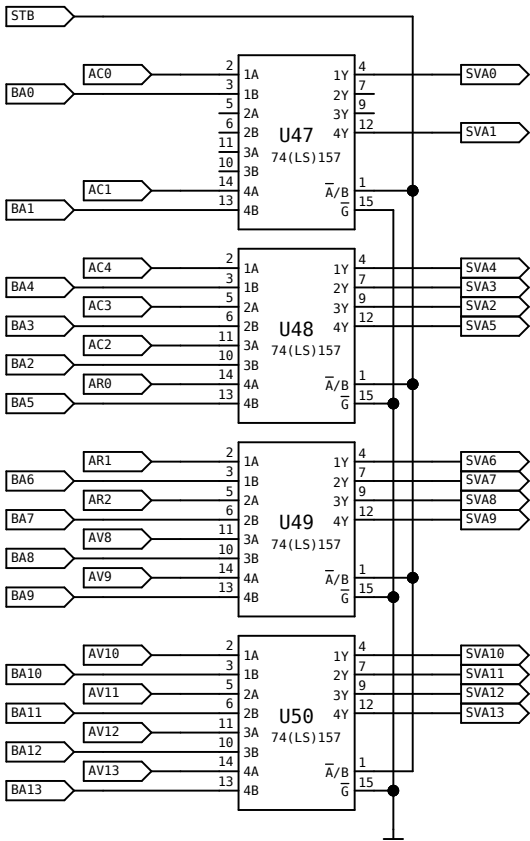 STB
AC0 2 1A 1Y 4 SVA0
BA0 3 1B 2Y 7
5 2A 3Y 9
6 2B U47 4Y 12 SVA1
11 3A 74(LS)157
10 3B
AC1 14 4A A̅/B 1
BA1 13 4B G̅ 15
AC4 2 1A 1Y 4 SVA4
BA4 3 1B 2Y 7 SVA3
AC3 5 2A 3Y 9 SVA2
BA3 6 2B U48 4Y 12 SVA5
AC2 11 3A 74(LS)157
BA2 10 3B
AR0 14 4A A̅/B 1
BA5 13 4B G̅ 15
AR1 2 1A 1Y 4 SVA6
BA6 3 1B 2Y 7 SVA7
AR2 5 2A 3Y 9 SVA8
BA7 6 2B U49 4Y 12 SVA9
AV8 11 3A 74(LS)157
BA8 10 3B
AV9 14 4A A̅/B 1
BA9 13 4B G̅ 15
AV10 2 1A 1Y 4 SVA10
BA10 3 1B 2Y 7 SVA11
AV11 5 2A 3Y 9 SVA12
BA11 6 2B U50 4Y 12 SVA13
AV12 11 3A 74(LS)157
BA12 10 3B
AV13 14 4A A̅/B 1
BA13 13 4B G̅ 15